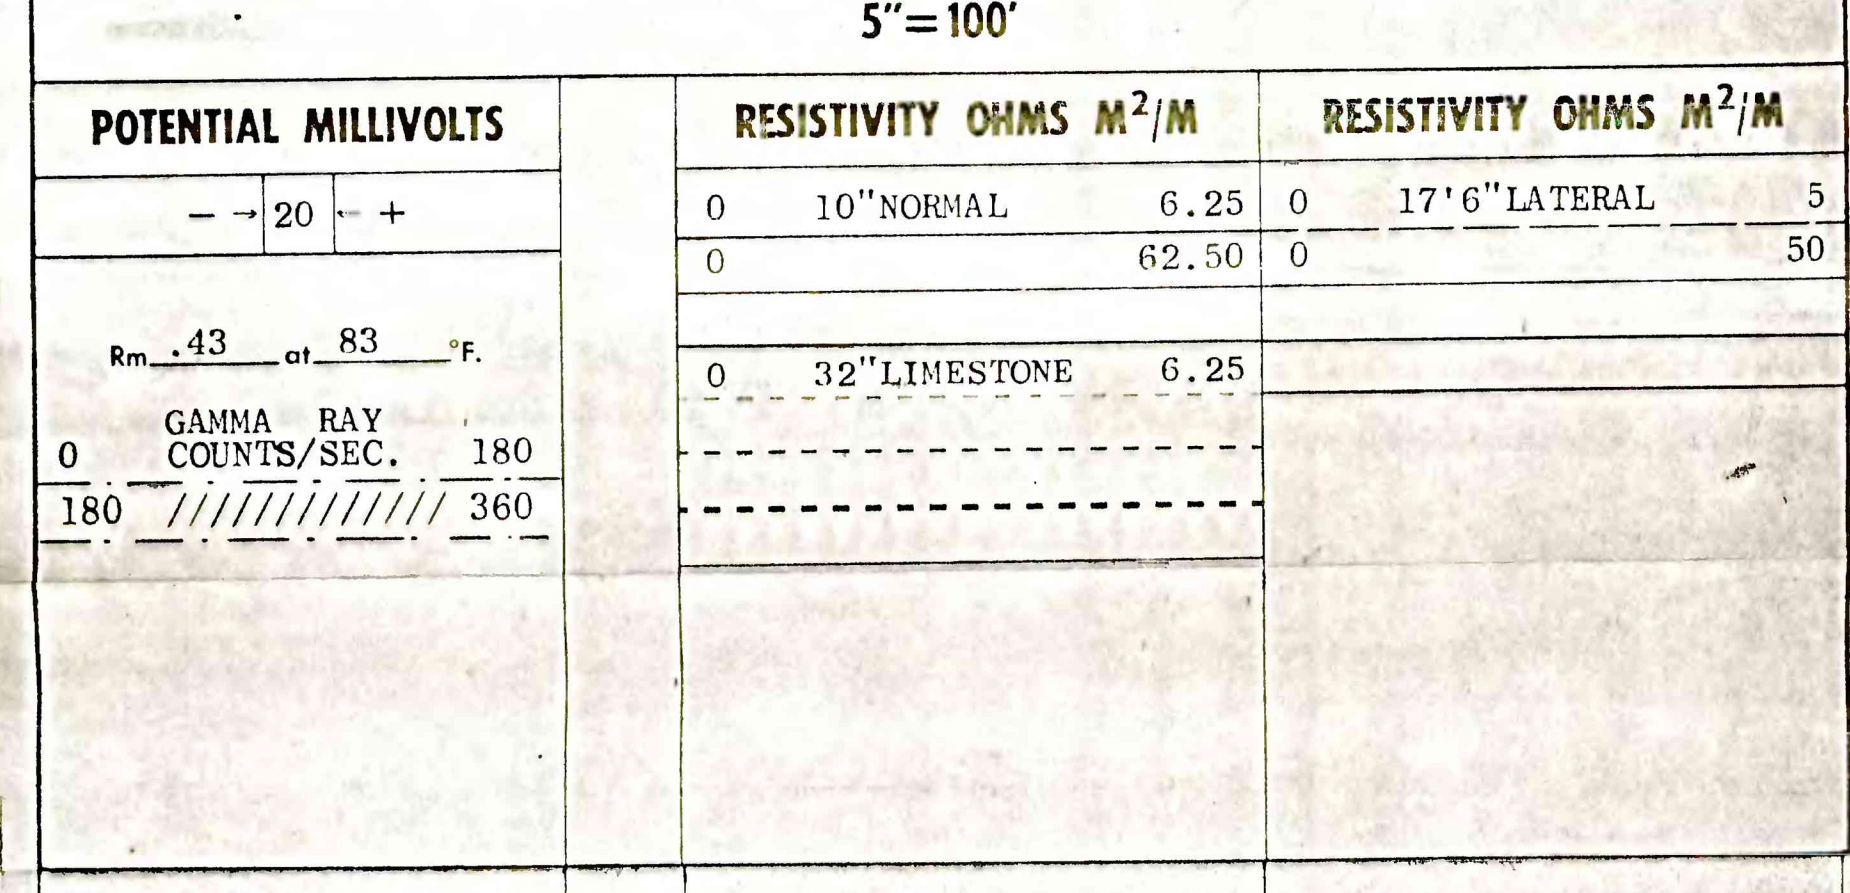 5"=100'
POTENTIAL MILLIVOLTS
− → 20 ← +
Rm .43 at 83 °F.
GAMMA RAY
0 COUNTS/SEC. 180
180 ///////////// 360
RESISTIVITY OHMS M²/M
0 10"NORMAL 6.25
0 62.50
0 32"LIMESTONE 6.25
RESISTIVITY OHMS M²/M
0 17'6"LATERAL 5
0 50